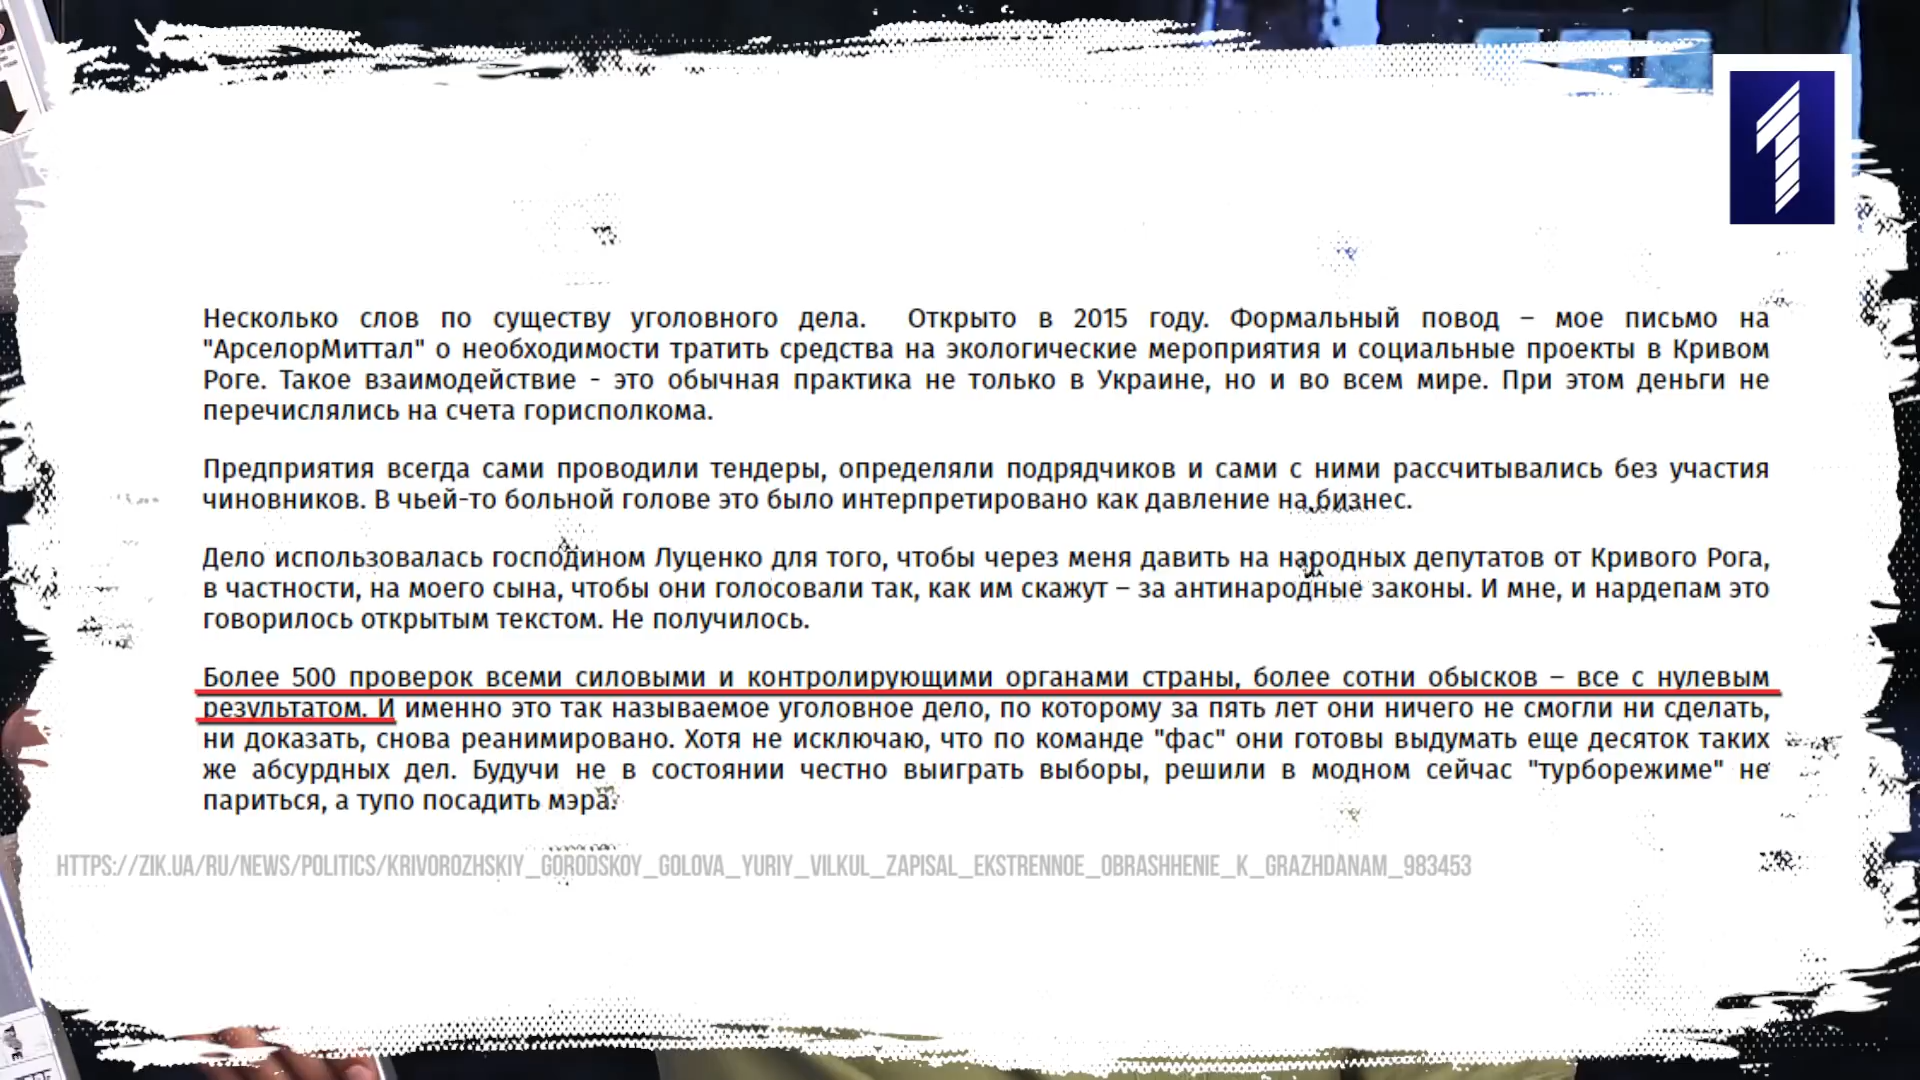 Несколько слов по существу уголовного дела. Открыто в 2015 году. Формальный повод – мое письмо на
"АрселорМиттал" о необходимости тратить средства на экологические мероприятия и социальные проекты в Кривом
Роге. Такое взаимодействие - это обычная практика не только в Украине, но и во всем мире. При этом деньги не
перечислялись на счета горисполкома.
Предприятия всегда сами проводили тендеры, определяли подрядчиков и сами с ними рассчитывались без участия
чиновников. В чьей-то больной голове это было интерпретировано как давление на бизнес.
Дело использовалась господином Луценко для того, чтобы через меня давить на народных депутатов от Кривого Рога,
в частности, на моего сына, чтобы они голосовали так, как им скажут – за антинародные законы. И мне, и нардепам это
говорилось открытым текстом. Не получилось.
Более 500 проверок всеми силовыми и контролирующими органами страны, более сотни обысков – все с нулевым
результатом. И именно это так называемое уголовное дело, по которому за пять лет они ничего не смогли ни сделать,
ни доказать, снова реанимировано. Хотя не исключаю, что по команде "фас" они готовы выдумать еще десяток таких
же абсурдных дел. Будучи не в состоянии честно выиграть выборы, решили в модном сейчас "турборежиме" не
париться, а тупо посадить мэра.
HTTPS://ZIK.UA/RU/NEWS/POLITICS/KRIVOROZHSKIY_GORODSKOY_GOLOVA_YURIY_VILKUL_ZAPISAL_EKSTRENNOE_OBRASHHENIE_K_GRAZHDANAM_983453
1